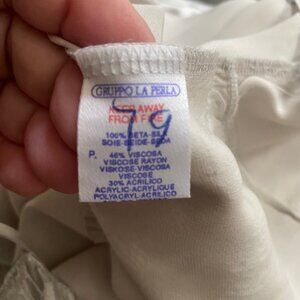 GRUPPO LA PERLA
KEEP AWAY
FROM FIRE
79
100% SETA-SILK
SOIE-SEIDE-SEDA
P. 46% VISCOSA
VISCOSE RAYON
VISKOSE-VISCOSA
VISCOSE
30% ACRILICO
ACRYLIC-ACRYLIQUE
POLYACRYL-ACRILICO